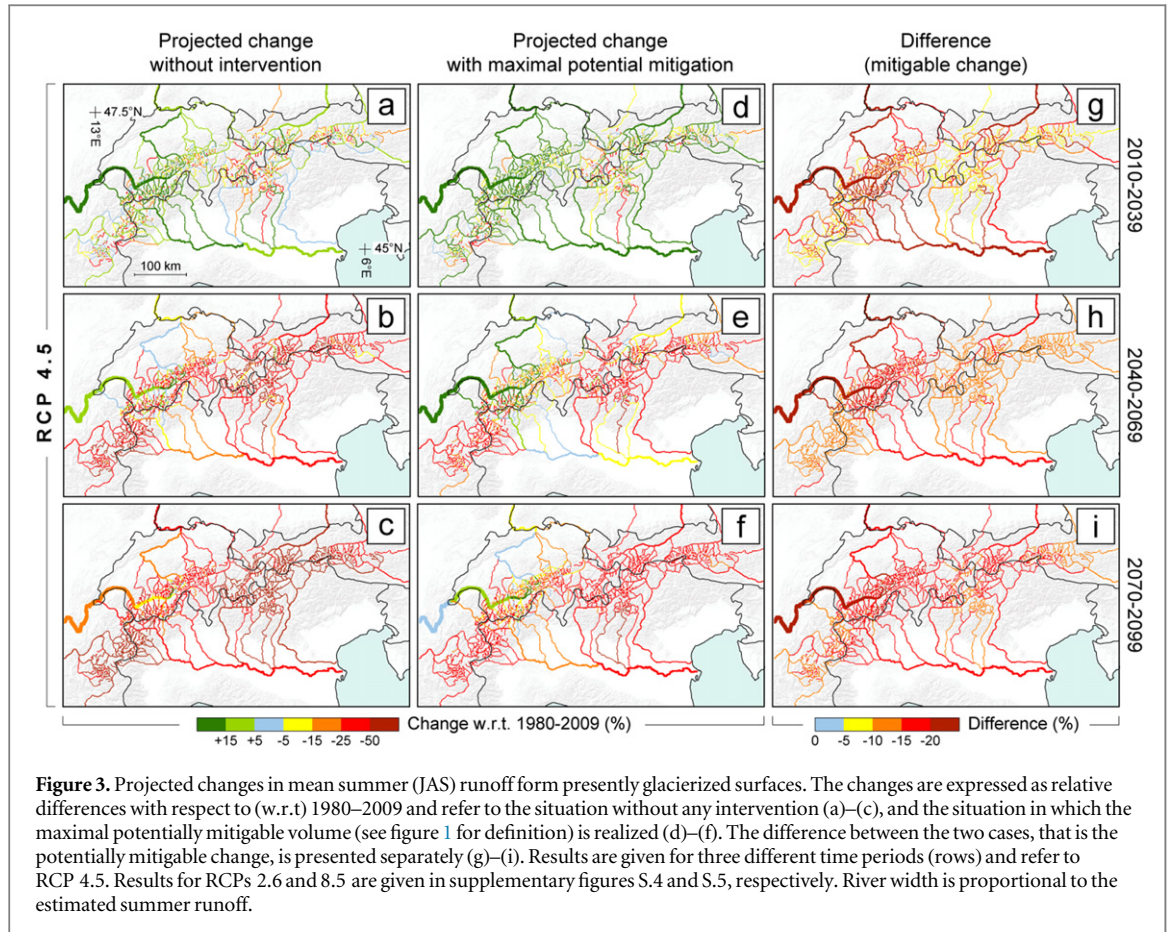 Projected change
without intervention
Projected change
with maximal potential mitigation
Difference
(mitigable change)
RCP 4.5
a
47.5°N
13°E
45°N
6°E
100 km
d
g
2010-2039
b
e
h
2040-2069
c
f
i
2070-2099
+15 +5 -5 -15 -25 -50
Change w.r.t. 1980-2009 (%)
0 -5 -10 -15 -20
Difference (%)
Figure 3. Projected changes in mean summer (JAS) runoff form presently glacierized surfaces. The changes are expressed as relative
differences with respect to (w.r.t) 1980–2009 and refer to the situation without any intervention (a)–(c), and the situation in which the
maximal potentially mitigable volume (see figure 1 for definition) is realized (d)–(f). The difference between the two cases, that is the
potentially mitigable change, is presented separately (g)–(i). Results are given for three different time periods (rows) and refer to
RCP 4.5. Results for RCPs 2.6 and 8.5 are given in supplementary figures S.4 and S.5, respectively. River width is proportional to the
estimated summer runoff.